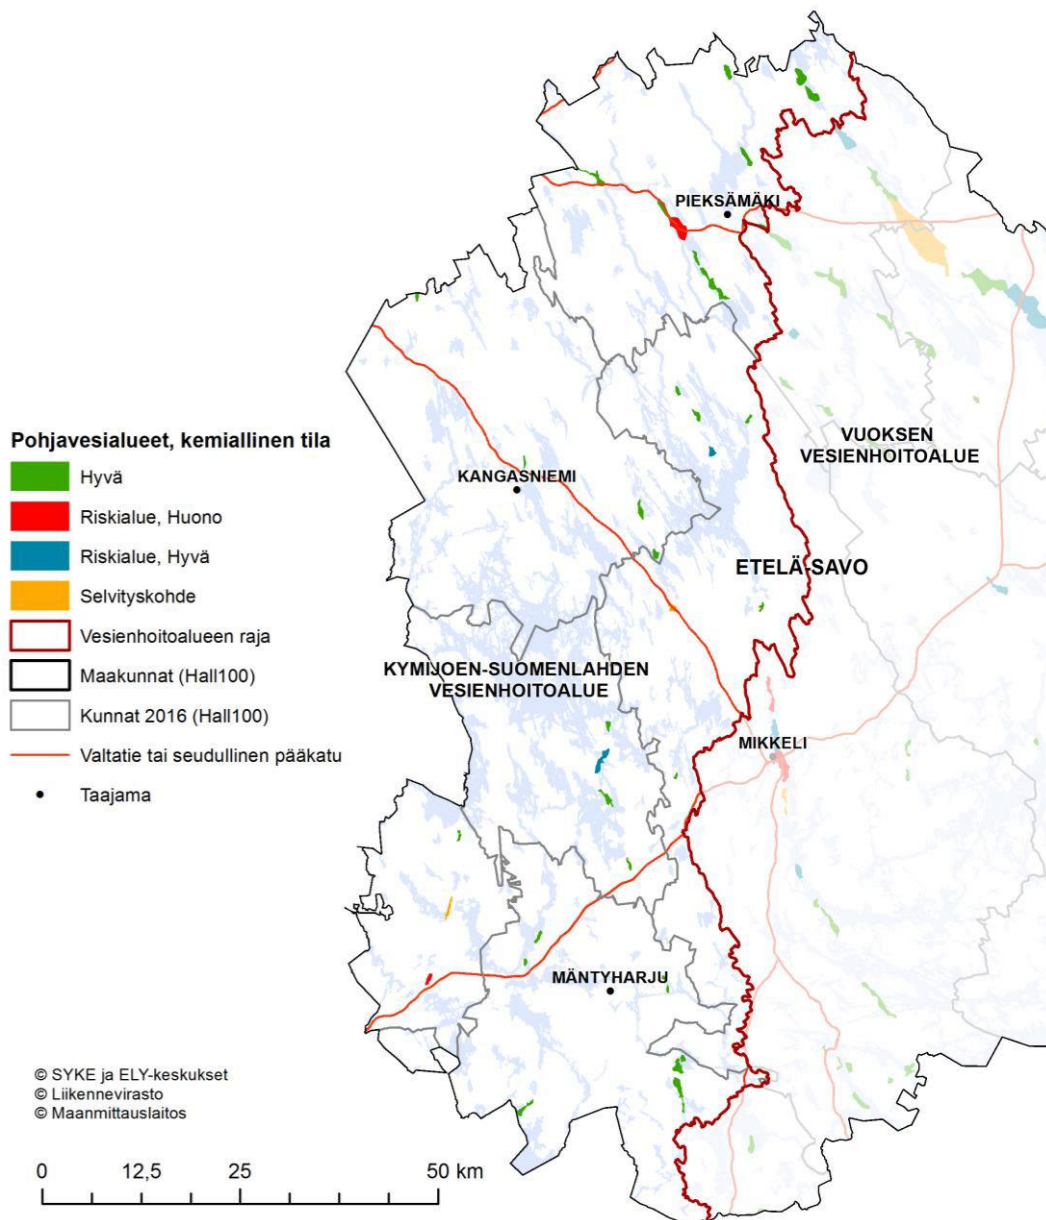 PIEKSÄMÄKI
Pohjavesialueet, kemiallinen tila
Hyvä
Riskialue, Huono
Riskialue, Hyvä
Selvityskohde
Vesienhoitoalueen raja
Maakunnat (Hall100)
Kunnat 2016 (Hall100)
Valtatie tai seudullinen pääkatu
Taajama
VUOKSEN
VESIENHOITOALUE
KANGASNIEMI
ETELÄ-SAVO
KYMIJOEN-SUOMENLAHDEN
VESIENHOITOALUE
MIKKELI
MÄNTYHARJU
© SYKE ja ELY-keskukset
© Liikennevirasto
© Maanmittauslaitos
0 12,5 25 50 km